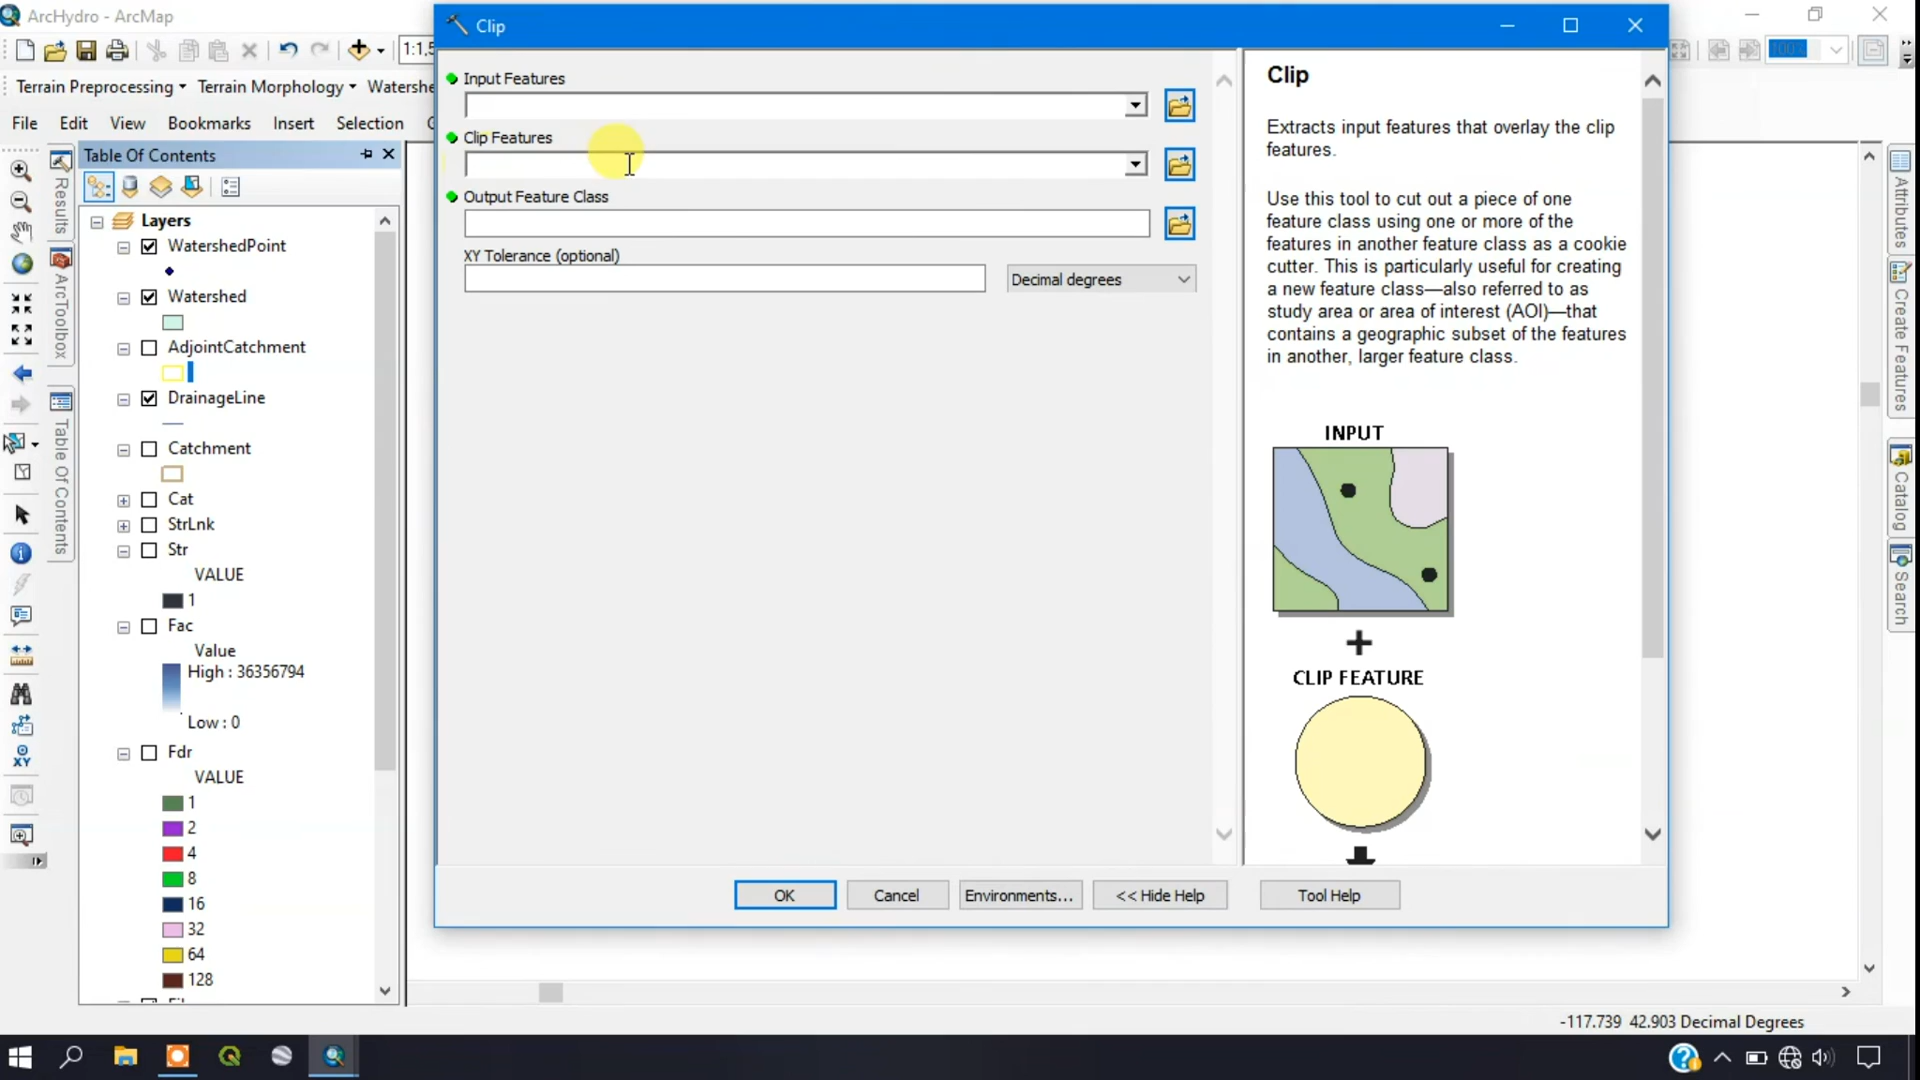 ArcHydro - ArcMap
1:1,5
100%
Terrain Preprocessing
Terrain Morphology
Watershe
File Edit View Bookmarks Insert Selection G
Table Of Contents
Results
ArcToolbox
Table Of Contents
Layers
WatershedPoint
Watershed
AdjointCatchment
DrainageLine
Catchment
Cat
StrLnk
Str
VALUE
1
Fac
Value
High : 36356794
Low : 0
Fdr
VALUE
1
2
4
8
16
32
64
128
XY
Clip
Input Features
Clip Features
Output Feature Class
XY Tolerance (optional)
Decimal degrees
OK
Cancel
Environments...
<< Hide Help
Tool Help
Clip
Extracts input features that overlay the clip
features.
Use this tool to cut out a piece of one
feature class using one or more of the
features in another feature class as a cookie
cutter. This is particularly useful for creating
a new feature class—also referred to as
study area or area of interest (AOI)—that
contains a geographic subset of the features
in another, larger feature class.
INPUT
+
CLIP FEATURE
Attributes
Create Features
Catalog
Search
-117.739 42.903 Decimal Degrees